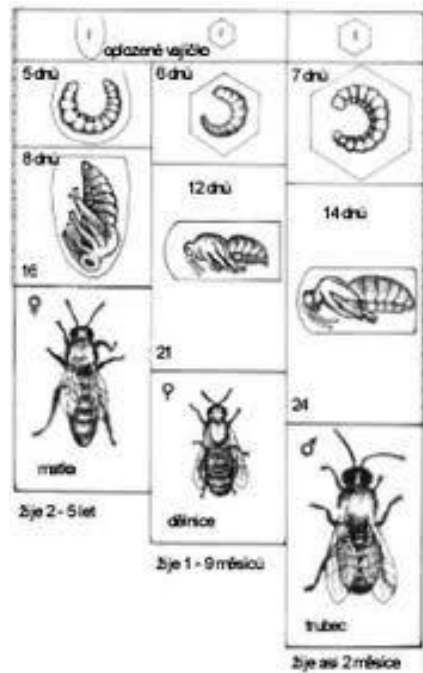 oplozené vajíčko
5 dnů
6 dnů
7 dnů
8 dnů
12 dnů
14 dnů
16
21
24
♀
♀
♂
matka
dělnice
trubec
žije 2 - 5 let
žije 1 - 9 měsíců
žije asi 2 měsíce